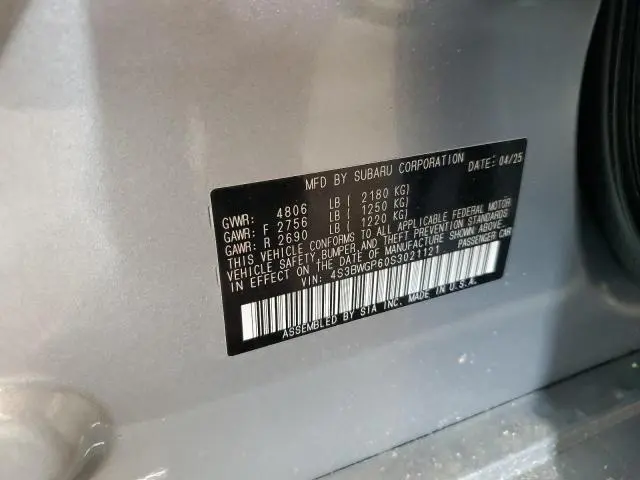 MFD BY SUBARU CORPORATION DATE: 04/25
GVWR: 4806 LB ( 2180 KG)
GAWR: F 2756 LB ( 1250 KG)
GAWR: R 2690 LB ( 1220 KG)
THIS VEHICLE CONFORMS TO ALL APPLICABLE FEDERAL MOTOR
VEHICLE SAFETY, BUMPER, AND THEFT PREVENTION STANDARDS
IN EFFECT ON THE DATE OF MANUFACTURE SHOWN ABOVE.
VIN: 4S3BWGP60S3021121 PASSENGER CAR
ASSEMBLED BY SIA INC. MADE IN U.S.A.